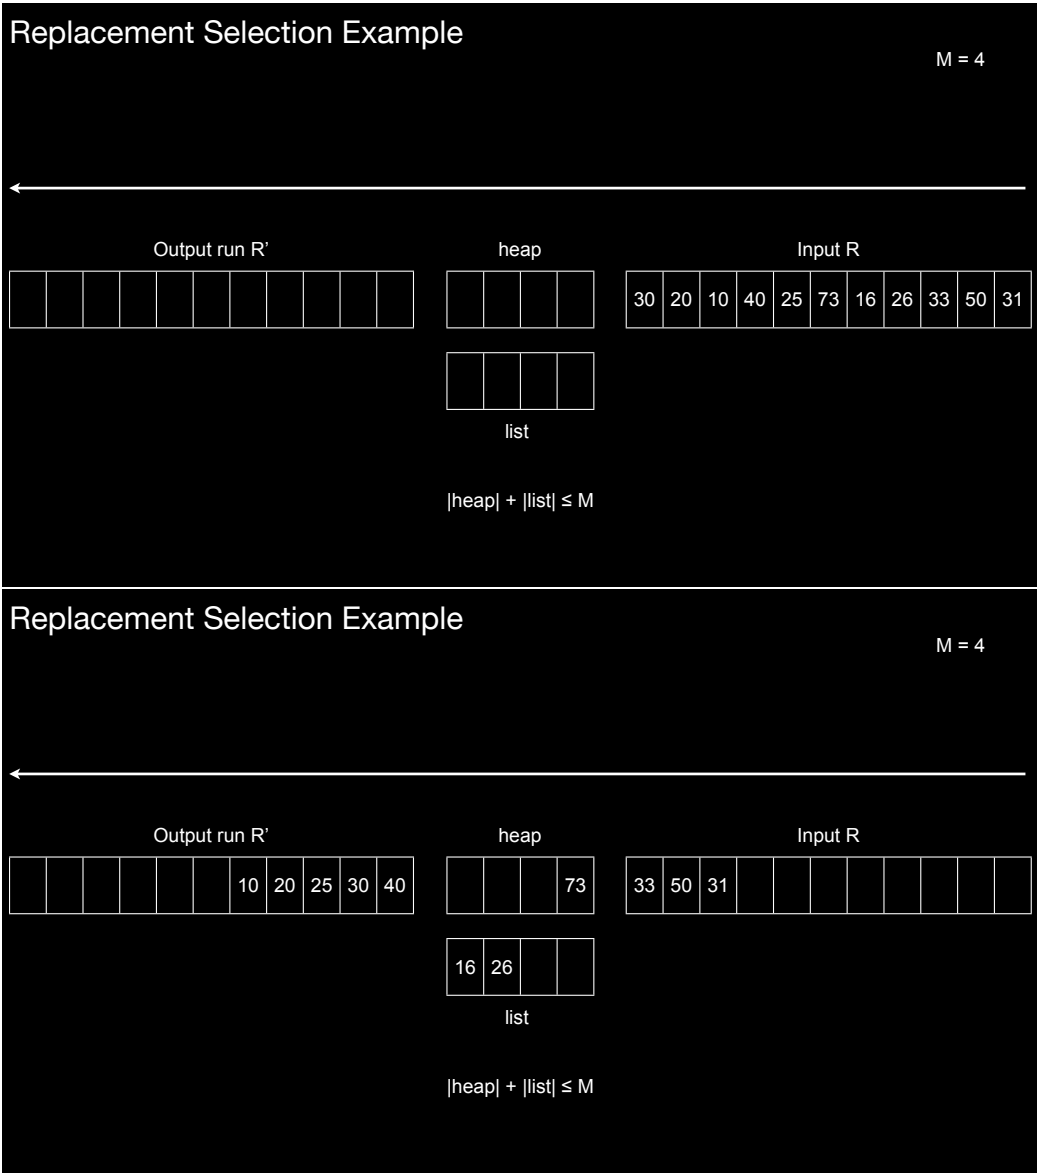 Replacement Selection Example
M = 4
Output run R’ heap Input R
30 20 10 40 25 73 16 26 33 50 31
list
|heap| + |list| ≤ M
Replacement Selection Example
M = 4
Output run R’ heap Input R
10 20 25 30 40 73 33 50 31
16 26
list
|heap| + |list| ≤ M